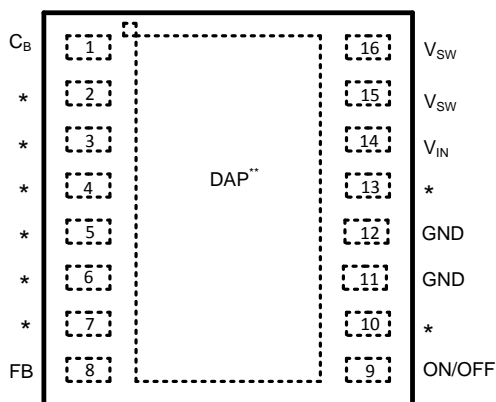 C_B 1 16 V_SW
* 2 15 V_SW
* 3 14 V_IN
* 4 DAP** 13 *
* 5 12 GND
* 6 11 GND
* 7 10 *
FB 8 9 ON/OFF